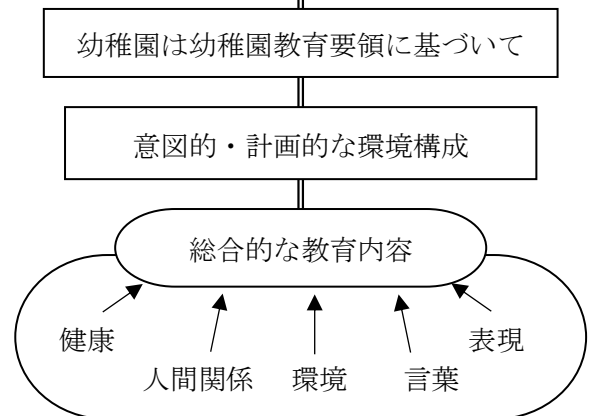 幼稚園は幼稚園教育要領に基づいて
意図的・計画的な環境構成
総合的な教育内容
健康
人間関係
環境
言葉
表現